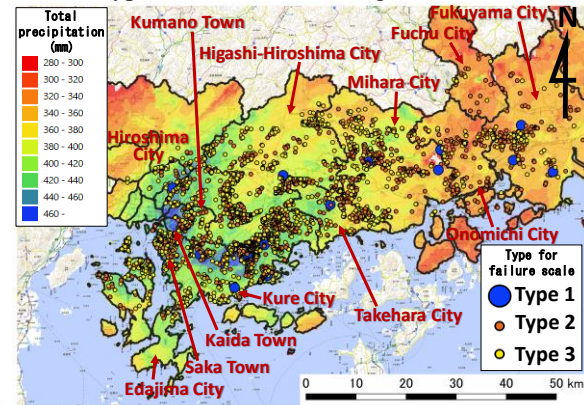 Total
precipitation
(mm)
280 - 300
300 - 320
320 - 340
340 - 360
360 - 380
380 - 400
400 - 420
420 - 440
440 - 460
460 -
Kumano Town
Higashi-Hiroshima City
Fukuyama City
Fuchu City
Mihara City
Hiroshima
City
N
Onomichi City
Type for
failure scale
Type 1
Type 2
Type 3
Kure City
Takehara City
Kaida Town
Saka Town
Edajima City
0 10 20 30 40 50 km